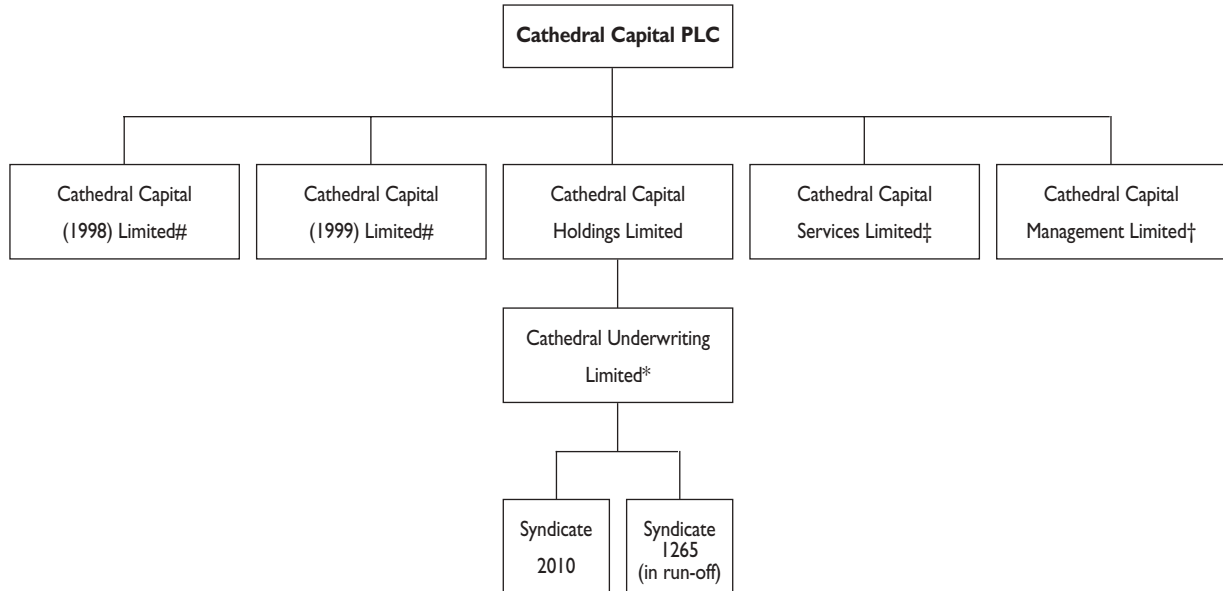 Cathedral Capital PLC
Cathedral Capital
(1998) Limited#
Cathedral Capital
(1999) Limited#
Cathedral Capital
Holdings Limited
Cathedral Capital
Services Limited‡
Cathedral Capital
Management Limited†
Cathedral Underwriting
Limited*
Syndicate
2010
Syndicate
1265
(in run-off)